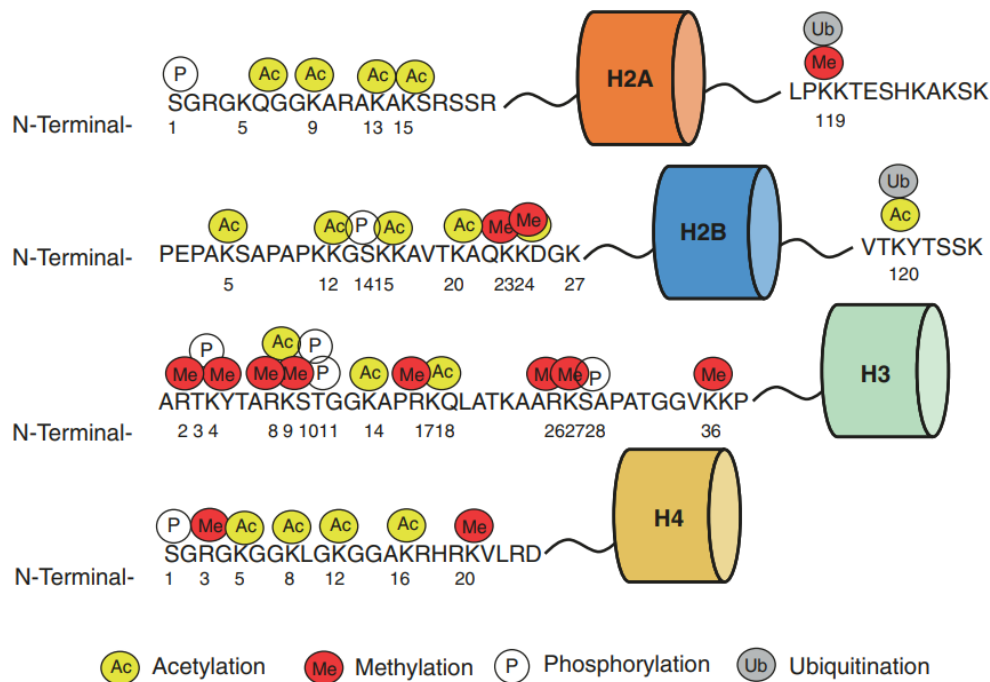 P Ac Ac Ac Ac
SGRGKQGGKARAKAKSRSSR
N-Terminal-
1 5 9 13 15
H2A
Ub
Me
LPKKTESHKAKSK
119
Ac Ac P Ac Ac Me Me
PEPAKSAPAPKKGSKKAVTKAQKKDGK
N-Terminal-
5 12 1415 20 2324 27
H2B
Ub
Ac
VTKYTSSK
120
Ac P
P P
Me Me Me Me Ac Me Ac M Me P Me
ARTKYTARKSTGGKAPRKQLATKAARKSAPATGGVKKP
N-Terminal-
2 3 4 8 9 1011 14 1718 262728 36
H3
P Me Ac Ac Ac Ac Me
SGRGKGGKLGKGGAKRHRKVLRD
N-Terminal-
1 3 5 8 12 16 20
H4
Ac Acetylation Me Methylation P Phosphorylation Ub Ubiquitination